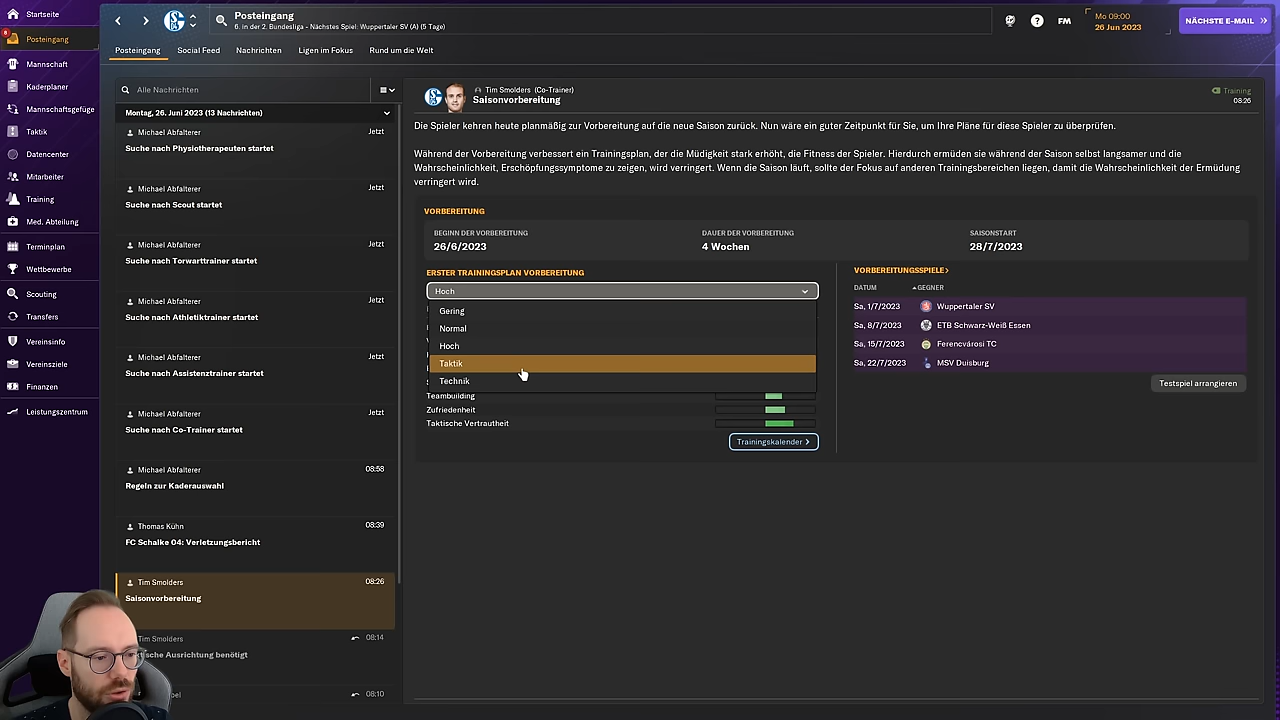 Startseite
8
Posteingang
Mannschaft
Kaderplaner
Mannschaftsgefüge
Taktik
Datencenter
Mitarbeiter
Training
Med. Abteilung
Terminplan
Wettbewerbe
Scouting
Transfers
Vereinsinfo
Vereinsziele
Finanzen
Leistungszentrum
Posteingang
6. in der 2. Bundesliga - Nächstes Spiel: Wuppertaler SV (A) (5 Tage)
FM
Mo 09:00
26 Jun 2023
NÄCHSTE E-MAIL
Posteingang
Social Feed
Nachrichten
Ligen im Fokus
Rund um die Welt
Alle Nachrichten
Montag, 26. Juni 2023 (13 Nachrichten)
Michael Abfalterer Jetzt
Suche nach Physiotherapeuten startet
Michael Abfalterer Jetzt
Suche nach Scout startet
Michael Abfalterer Jetzt
Suche nach Torwarttrainer startet
Michael Abfalterer Jetzt
Suche nach Athletiktrainer startet
Michael Abfalterer Jetzt
Suche nach Assistenztrainer startet
Michael Abfalterer Jetzt
Suche nach Co-Trainer startet
Michael Abfalterer 08:58
Regeln zur Kaderauswahl
Thomas Kühn 08:39
FC Schalke 04: Verletzungsbericht
Tim Smolders 08:26
Saisonvorbereitung
Tim Smolders 08:14
ktische Ausrichtung benötigt
08:10
Tim Smolders (Co-Trainer)
Saisonvorbereitung
Training
08:26
Die Spieler kehren heute planmäßig zur Vorbereitung auf die neue Saison zurück. Nun wäre ein guter Zeitpunkt für Sie, um Ihre Pläne für diese Spieler zu überprüfen.
Während der Vorbereitung verbessert ein Trainingsplan, der die Müdigkeit stark erhöht, die Fitness der Spieler. Hierdurch ermüden sie während der Saison selbst langsamer und die
Wahrscheinlichkeit, Erschöpfungssymptome zu zeigen, wird verringert. Wenn die Saison läuft, sollte der Fokus auf anderen Trainingsbereichen liegen, damit die Wahrscheinlichkeit der Ermüdung
verringert wird.
VORBEREITUNG
BEGINN DER VORBEREITUNG
26/6/2023
DAUER DER VORBEREITUNG
4 Wochen
SAISONSTART
28/7/2023
ERSTER TRAININGSPLAN VORBEREITUNG
Hoch
Gering
Normal
Hoch
Taktik
Technik
Teambuilding
Zufriedenheit
Taktische Vertrautheit
Trainingskalender
VORBEREITUNGSSPIELE
DATUM GEGNER
Sa, 1/7/2023 Wuppertaler SV
Sa, 8/7/2023 ETB Schwarz-Weiß Essen
Sa, 15/7/2023 Ferencvárosi TC
Sa, 22/7/2023 MSV Duisburg
Testspiel arrangieren